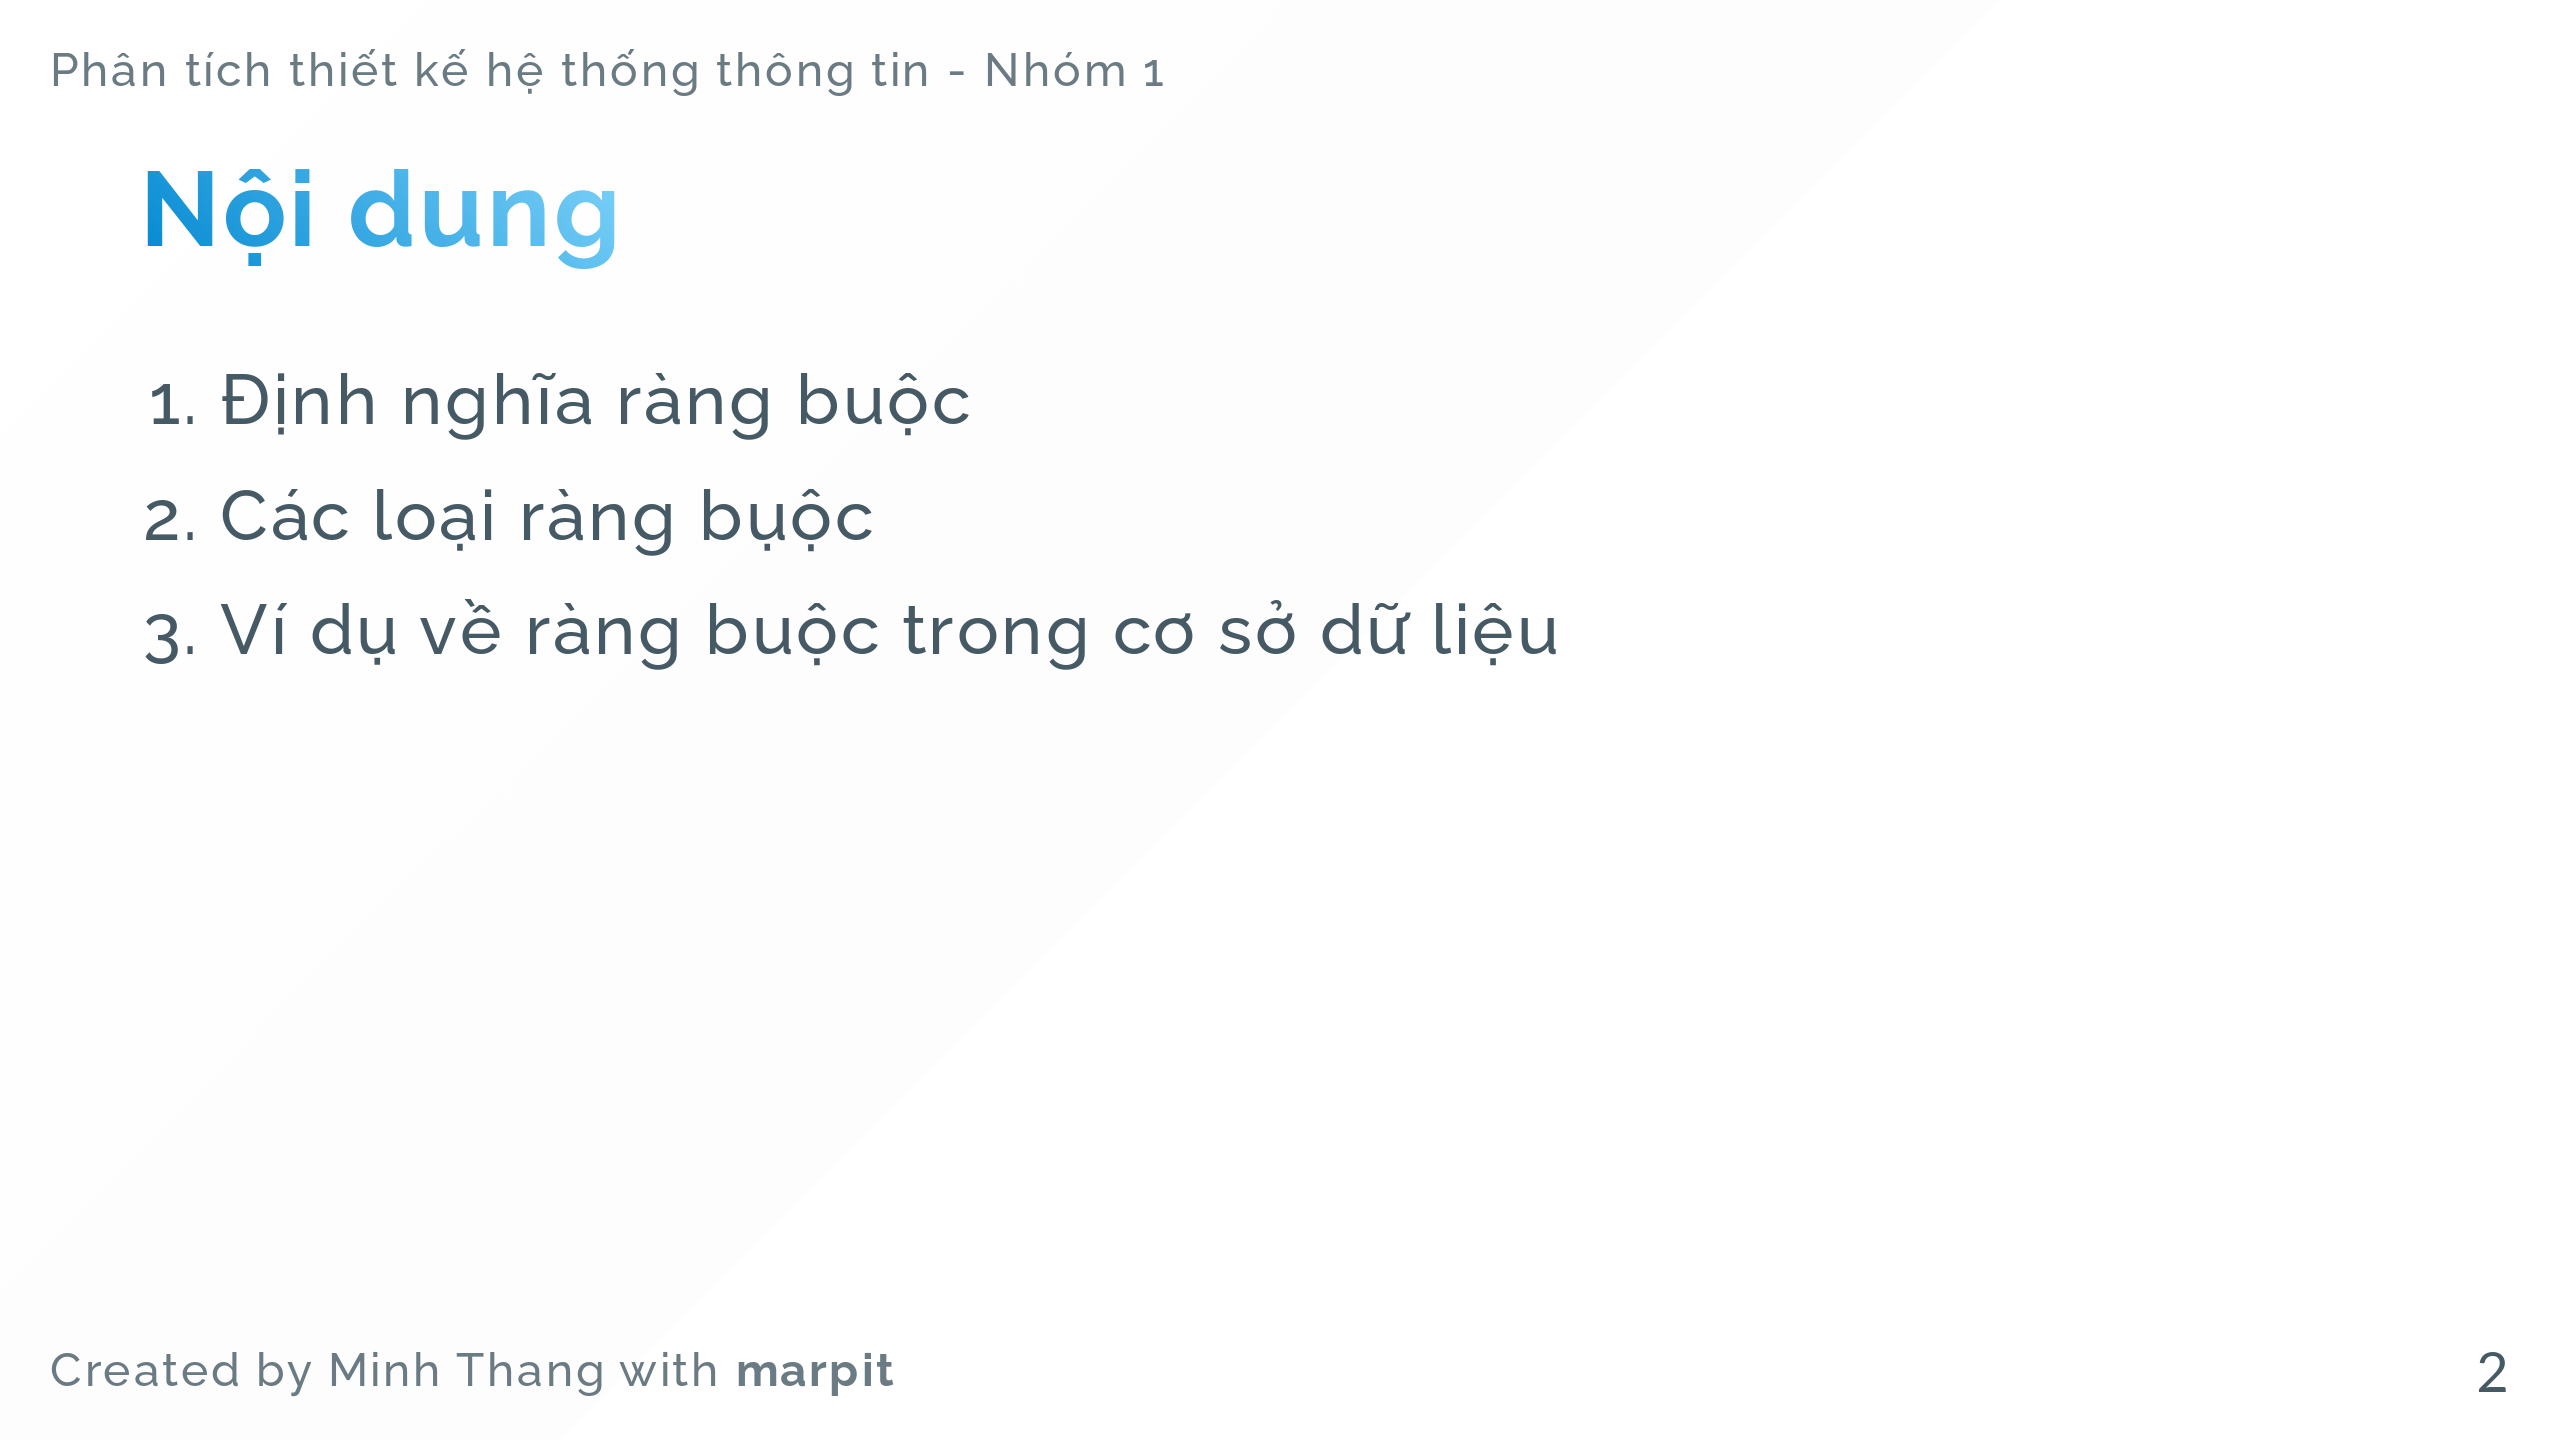 Phân tích thiết kế hệ thống thông tin - Nhóm 1
Nội dung
1. Định nghĩa ràng buộc
2. Các loại ràng bụộc
3. Ví dụ về ràng buộc trong cơ sở dữ liệu
Created by Minh Thang with marpit
2